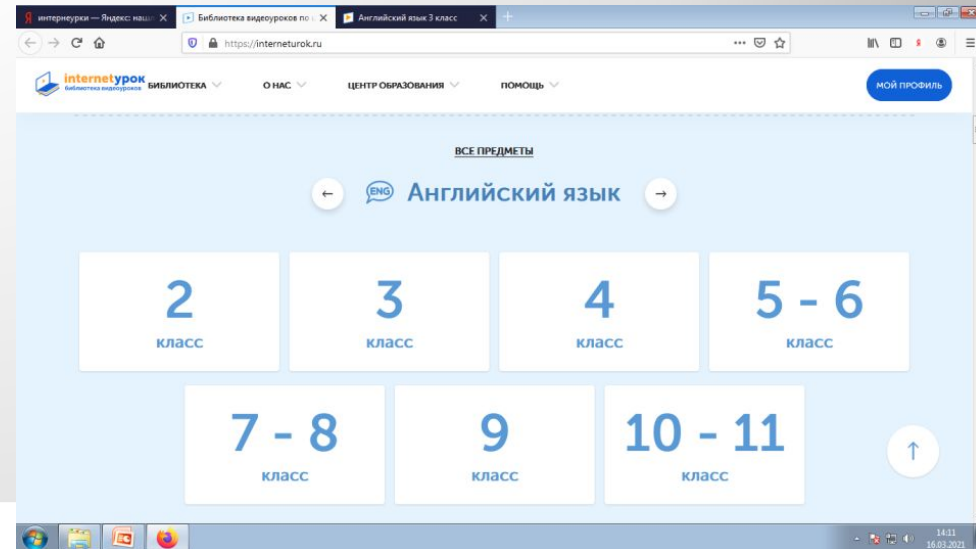 интернеурки — Яндекс: наш
Библиотека видеоуроков по
Английский язык 3 класс
https://interneturok.ru
internetурок
библиотека видеоуроков
БИБЛИОТЕКА
О НАС
ЦЕНТР ОБРАЗОВАНИЯ
ПОМОЩЬ
МОЙ ПРОФИЛЬ
ВСЕ ПРЕДМЕТЫ
ENG Английский язык
2
класс
3
класс
4
класс
5 - 6
класс
7 - 8
класс
9
класс
10 - 11
класс
14:11
16.03.2021